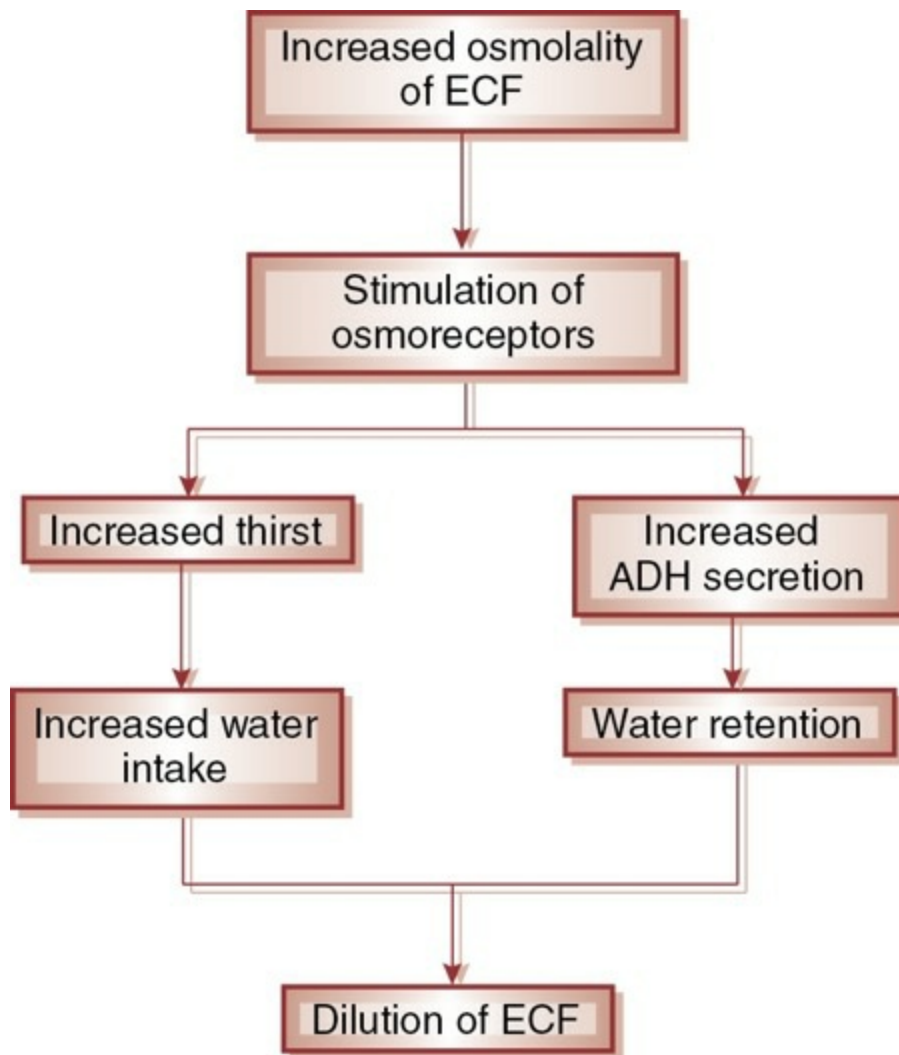 Increased osmolality
of ECF
Stimulation of
osmoreceptors
Increased thirst
Increased
ADH secretion
Increased water
intake
Water retention
Dilution of ECF